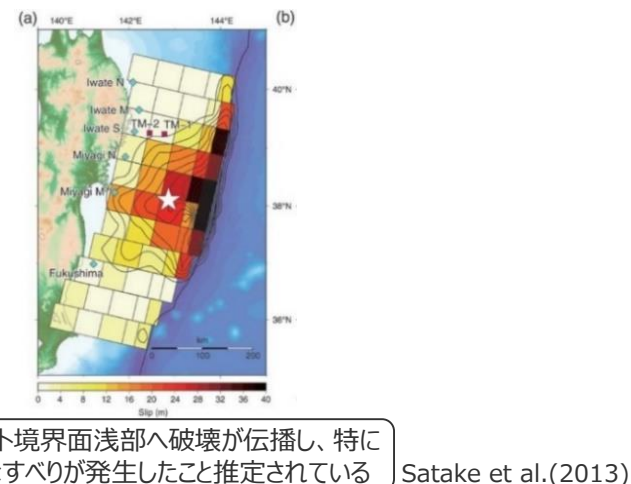 (a)
140°E
142°E
144°E
(b)
40°N
Iwate N
Iwate M
Iwate S
TM-2
TM-1
Miyagi N
Miyagi M
38°N
Fukushima
36°N
km
0 100 200
0 4 8 12 16 20 24 28 32 36 40
Slip (m)
ト境界面浅部へ破壊が伝播し、特に
すべりが発生したこと推定されている
Satake et al.(2013)